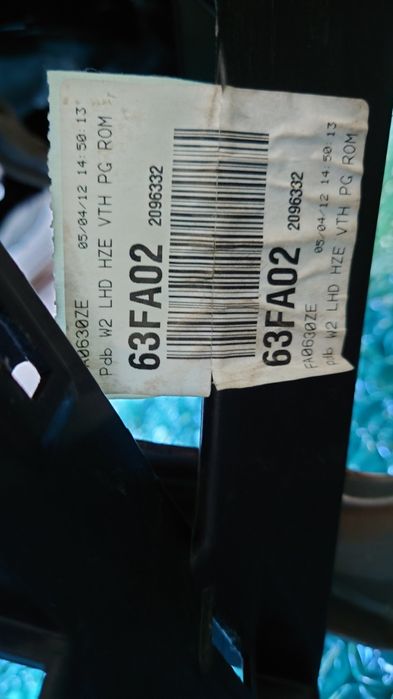 FA0630ZE 05/04/12 14:50:13
Pdb W2 LHD HZE VTH PG ROM
63FA02 2096332
63FA02 2096332
FA0630ZE 05/04/12 14:50:13
Pdb W2 LHD HZE VTH PG ROM